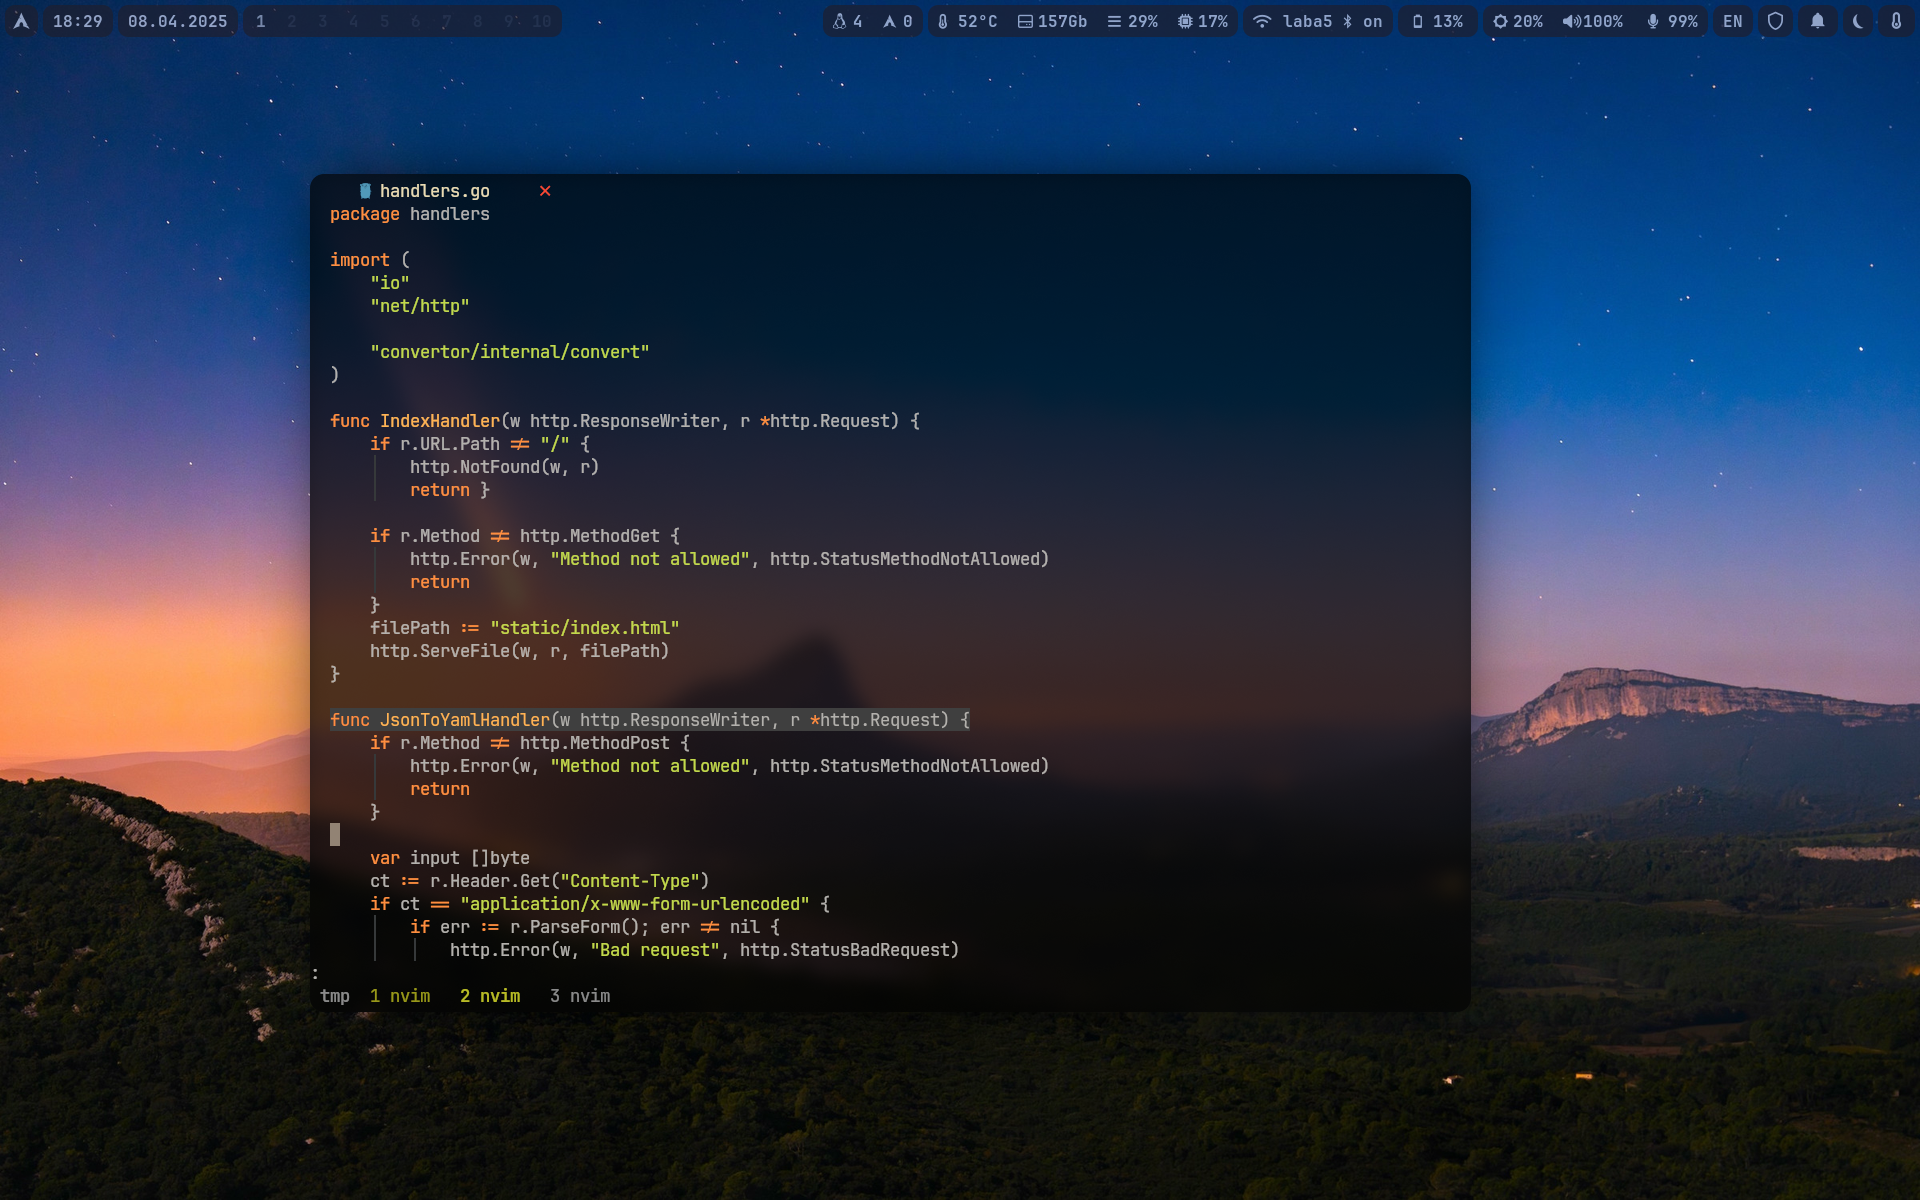 18:29 08.04.2025 1 2 3 4 5 6 7 8 9 10 4 0 52°C 157Gb 29% 17% laba5 on 13% 20% 100% 99% EN
handlers.go ✕
package handlers
import (
"io"
"net/http"
"convertor/internal/convert"
)
func IndexHandler(w http.ResponseWriter, r *http.Request) {
if r.URL.Path != "/" {
http.NotFound(w, r)
return }
if r.Method != http.MethodGet {
http.Error(w, "Method not allowed", http.StatusMethodNotAllowed)
return
}
filePath := "static/index.html"
http.ServeFile(w, r, filePath)
}
func JsonToYamlHandler(w http.ResponseWriter, r *http.Request) {
if r.Method != http.MethodPost {
http.Error(w, "Method not allowed", http.StatusMethodNotAllowed)
return
}
var input []byte
ct := r.Header.Get("Content-Type")
if ct == "application/x-www-form-urlencoded" {
if err := r.ParseForm(); err != nil {
http.Error(w, "Bad request", http.StatusBadRequest)
:
tmp 1 nvim 2 nvim 3 nvim